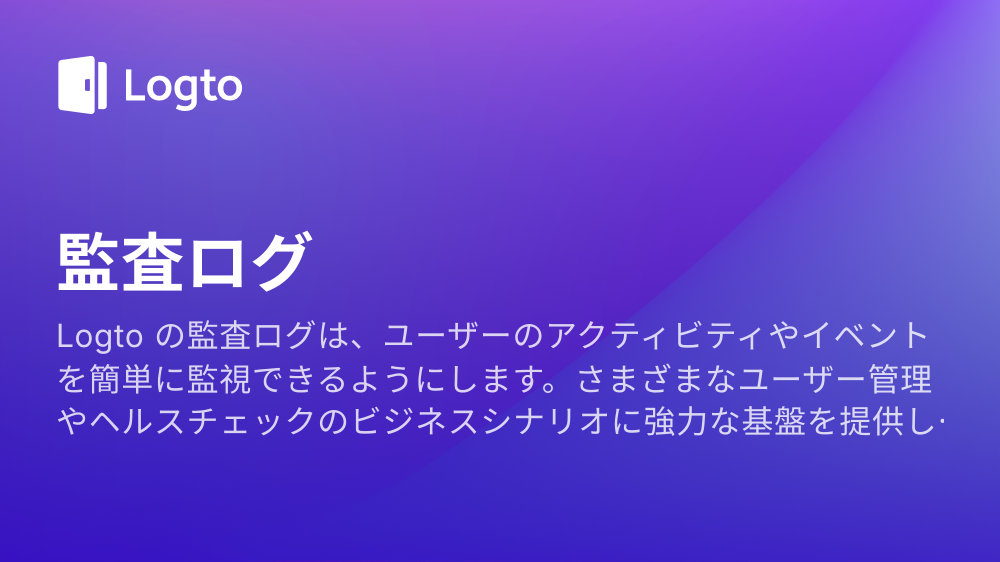 Logto
監査ログ
Logto の監査ログは、ユーザーのアクティビティやイベント
を簡単に監視できるようにします。さまざまなユーザー管理
やヘルスチェックのビジネスシナリオに強力な基盤を提供し·